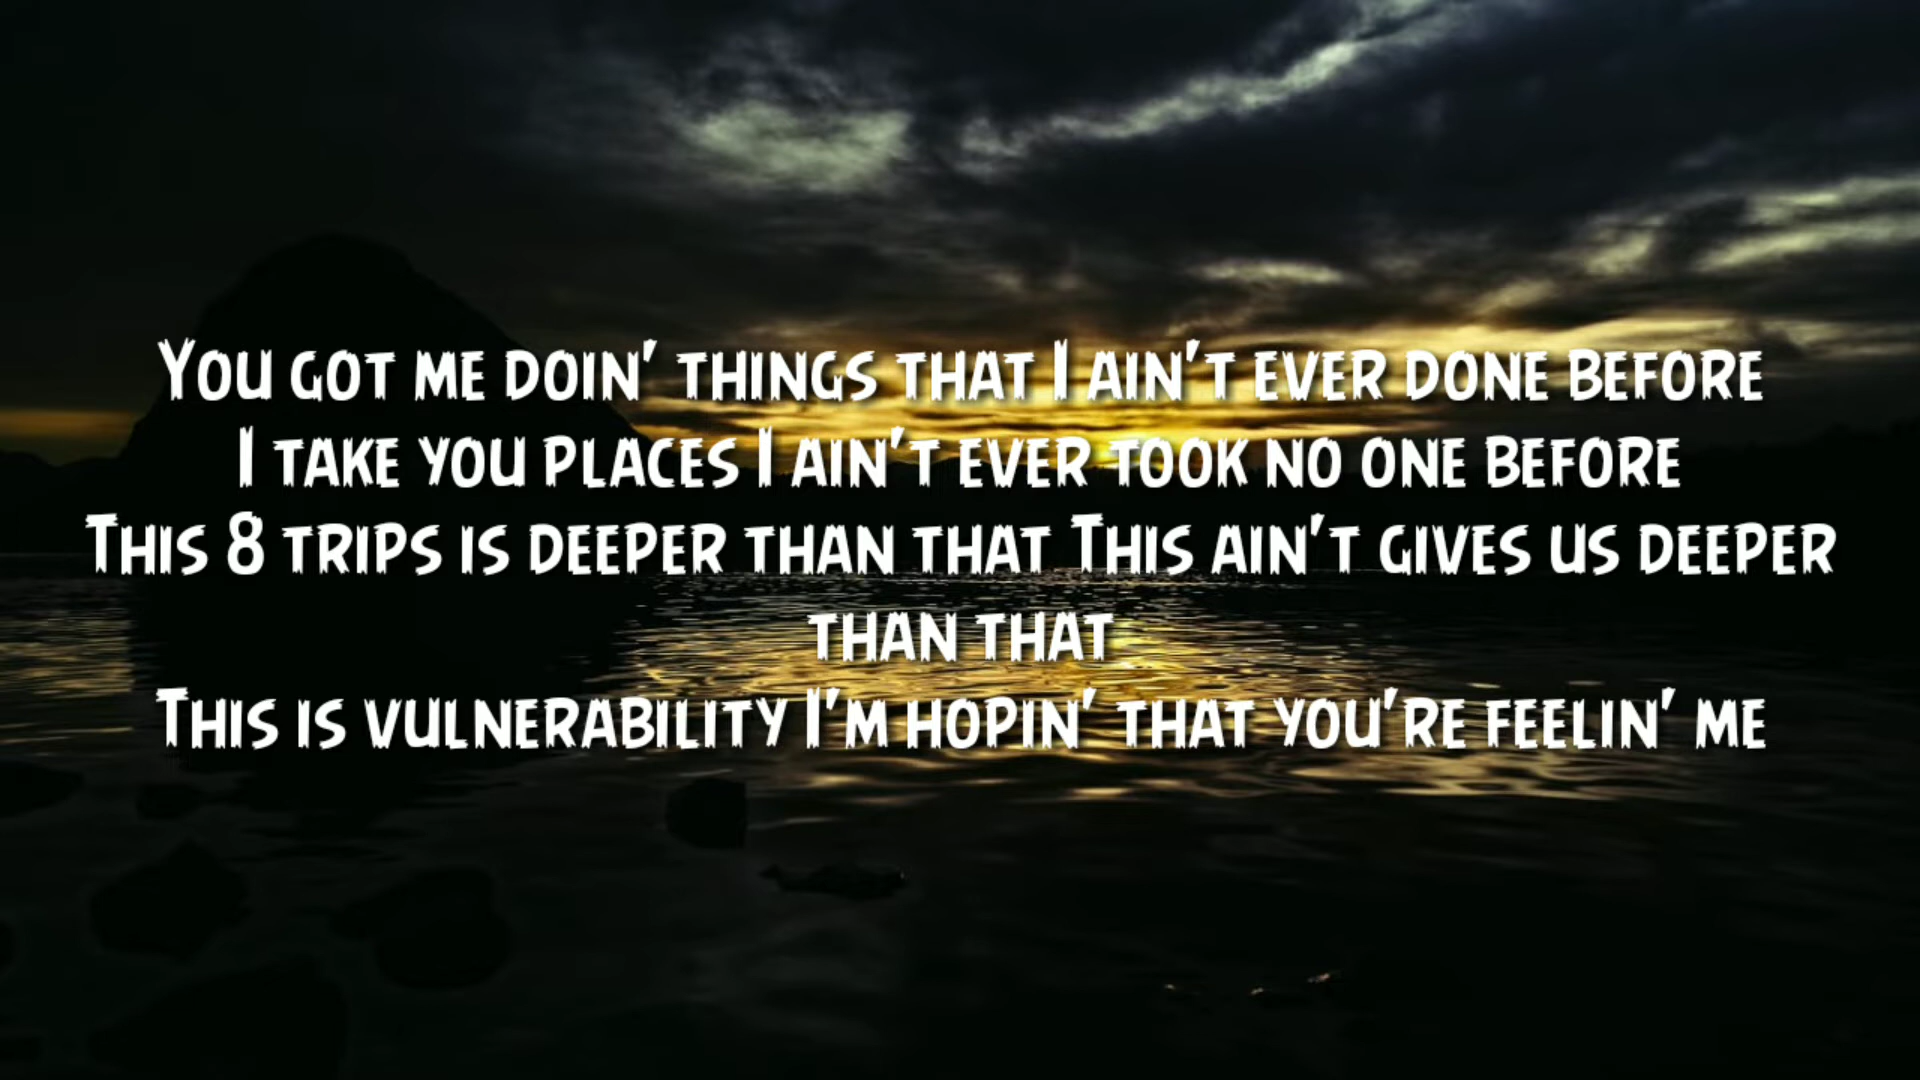 You got me doin' things that I ain't ever done before
I take you places I ain't ever took no one before
This 8 trips is deeper than that This ain't gives us deeper
than that
This is vulnerability I'm hopin' that you're feelin' me